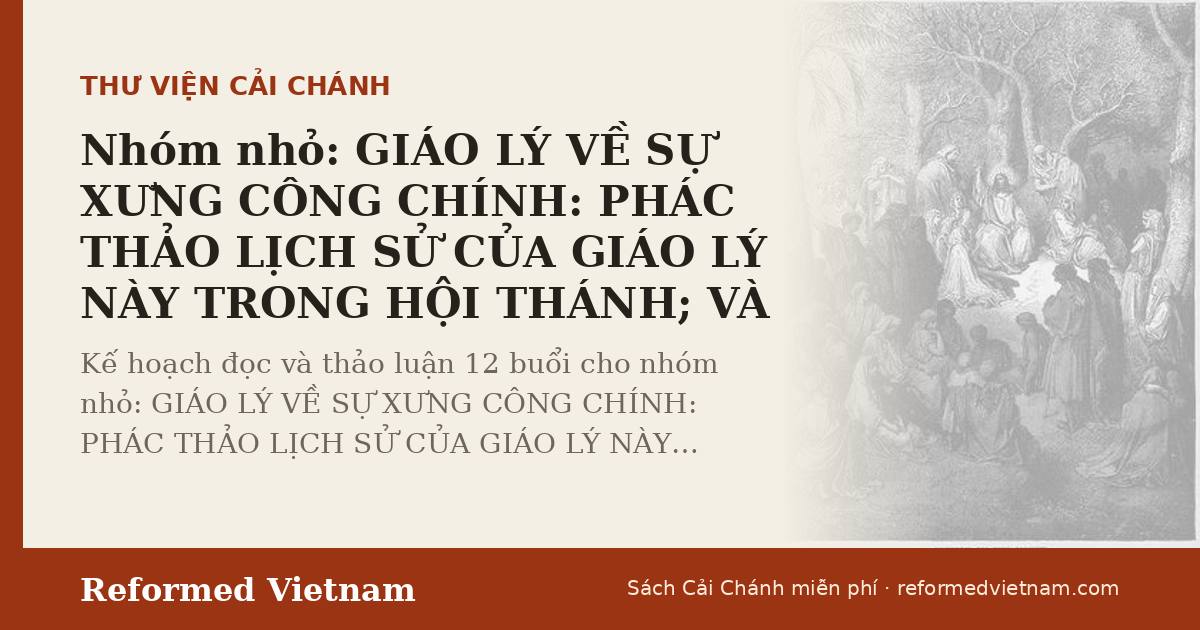 THƯ VIỆN CẢI CHÁNH
Nhóm nhỏ: GIÁO LÝ VỀ SỰ
XƯNG CÔNG CHÍNH: PHÁC
THẢO LỊCH SỬ CỦA GIÁO LÝ
NÀY TRONG HỘI THÁNH; VÀ
Kế hoạch đọc và thảo luận 12 buổi cho nhóm
nhỏ: GIÁO LÝ VỀ SỰ XƯNG CÔNG CHÍNH:
PHÁC THẢO LỊCH SỬ CỦA GIÁO LÝ NÀY...
Reformed Vietnam
Sách Cải Chánh miễn phí · reformedvietnam.com